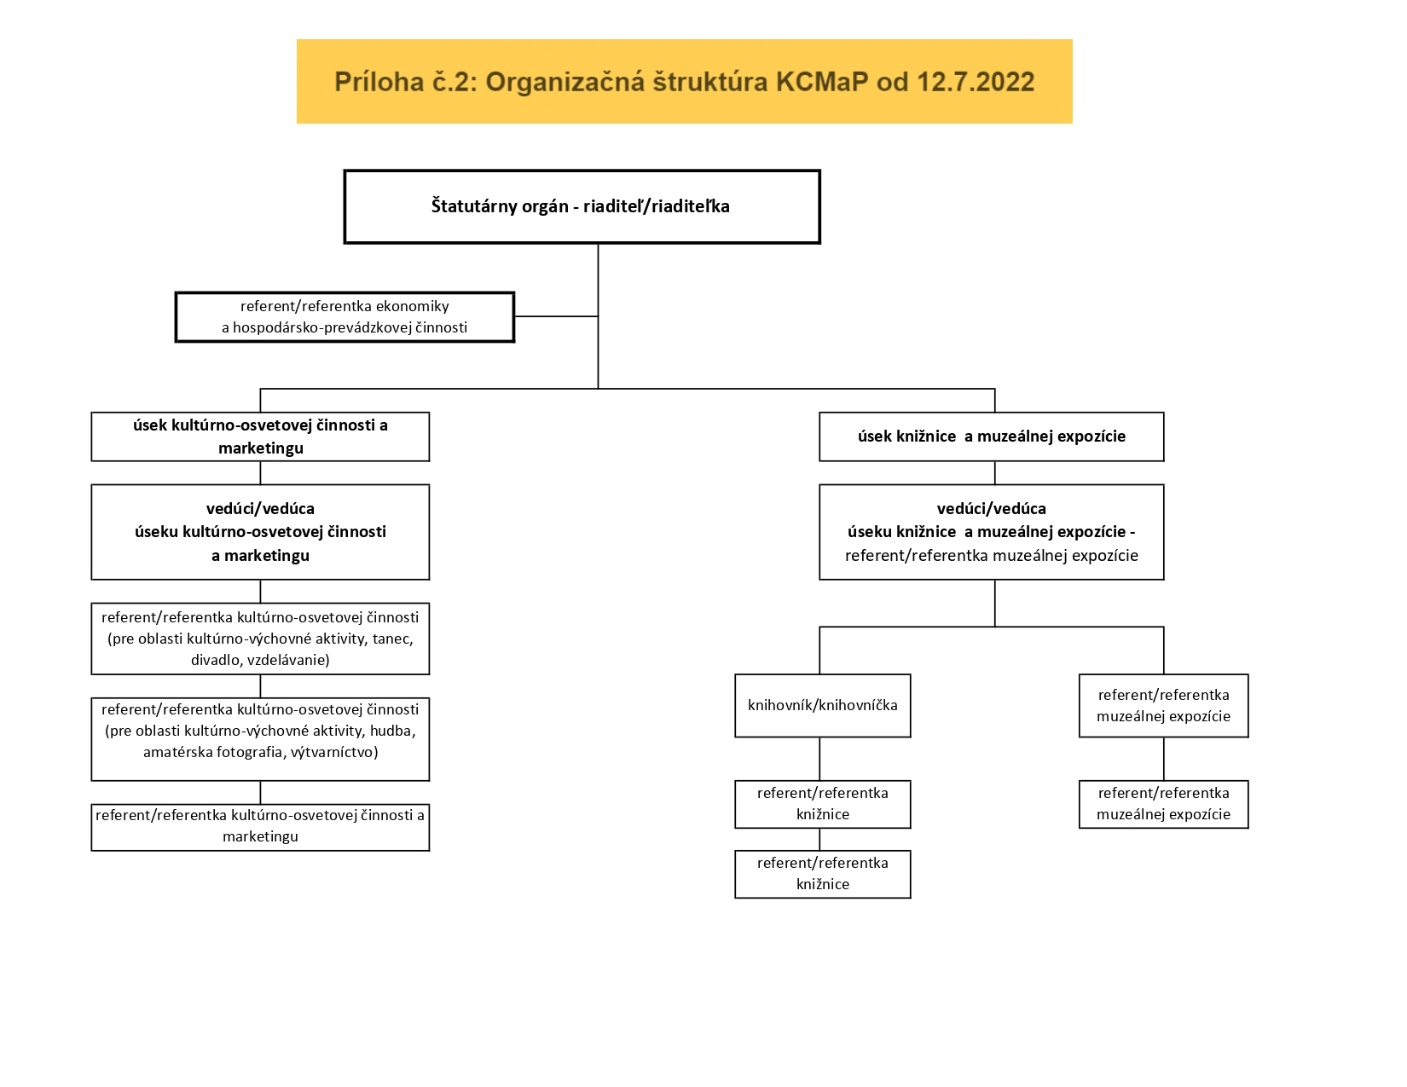 Príloha č.2: Organizačná štruktúra KCMaP od 12.7.2022
Štatutárny orgán - riaditeľ/riaditeľka
referent/referentka ekonomiky
a hospodársko-prevádzkovej činnosti
úsek kultúrno-osvetovej činnosti a
marketingu
vedúci/vedúca
úseku kultúrno-osvetovej činnosti
a marketingu
referent/referentka kultúrno-osvetovej činnosti
(pre oblasti kultúrno-výchovné aktivity, tanec,
divadlo, vzdelávanie)
referent/referentka kultúrno-osvetovej činnosti
(pre oblasti kultúrno-výchovné aktivity, hudba,
amatérska fotografia, výtvarníctvo)
referent/referentka kultúrno-osvetovej činnosti a
marketingu
úsek knižnice  a muzeálnej expozície
vedúci/vedúca
úseku knižnice  a muzeálnej expozície -
referent/referentka muzeálnej expozície
knihovník/knihovníčka
referent/referentka
knižnice
referent/referentka
knižnice
referent/referentka
muzeálnej expozície
referent/referentka
muzeálnej expozície